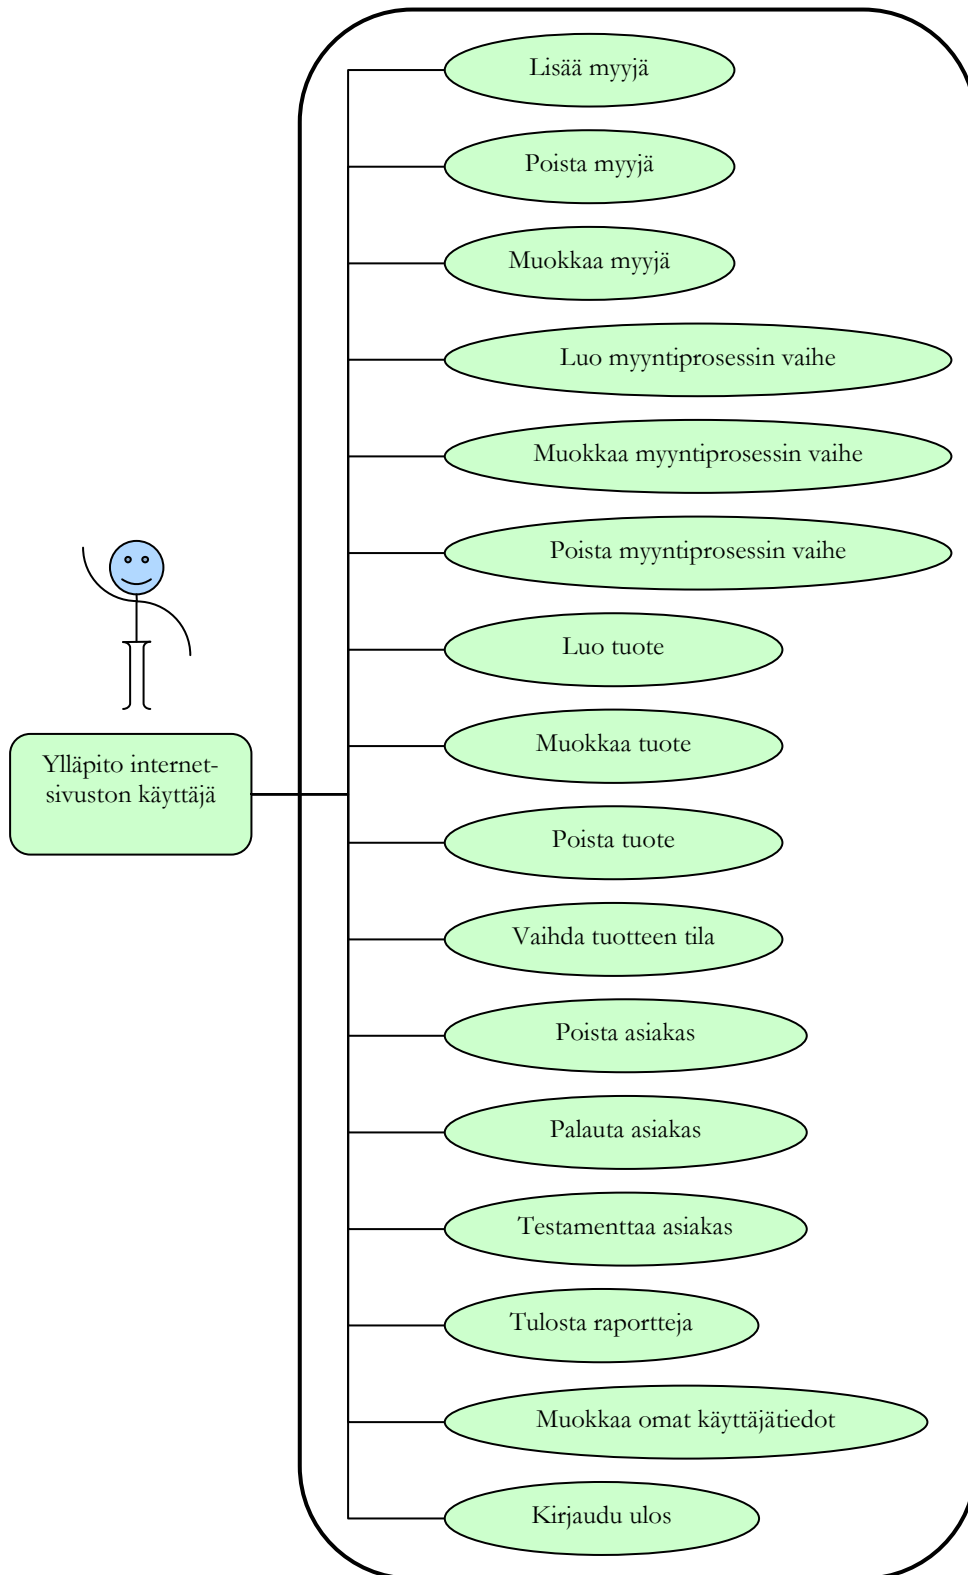 Lisää myyjä
Poista myyjä
Muokkaa myyjä
Luo myyntiprosessin vaihe
Muokkaa myyntiprosessin vaihe
Poista myyntiprosessin vaihe
Luo tuote
Muokkaa tuote
Ylläpito internet-
sivuston käyttäjä
Poista tuote
Vaihda tuotteen tila
Poista asiakas
Palauta asiakas
Testamenttaa asiakas
Tulosta raportteja
Muokkaa omat käyttäjätiedot
Kirjaudu ulos